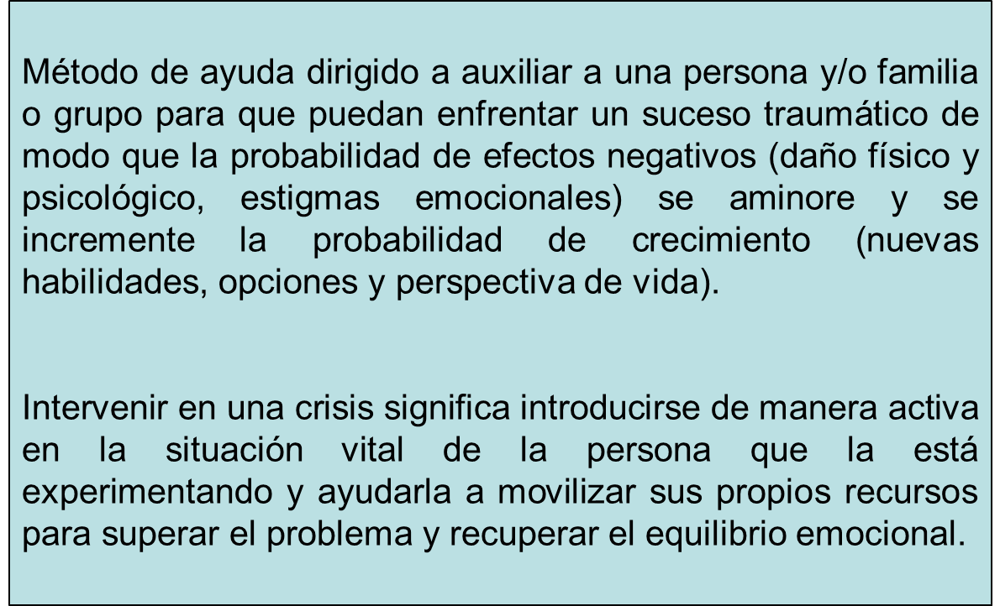 Método de ayuda dirigido a auxiliar a una persona y/o familia
o grupo para que puedan enfrentar un suceso traumático de
modo que la probabilidad de efectos negativos (daño físico y
psicológico, estigmas emocionales) se aminore y se
incremente la probabilidad de crecimiento (nuevas
habilidades, opciones y perspectiva de vida).
Intervenir en una crisis significa introducirse de manera activa
en la situación vital de la persona que la está
experimentando y ayudarla a movilizar sus propios recursos
para superar el problema y recuperar el equilibrio emocional.